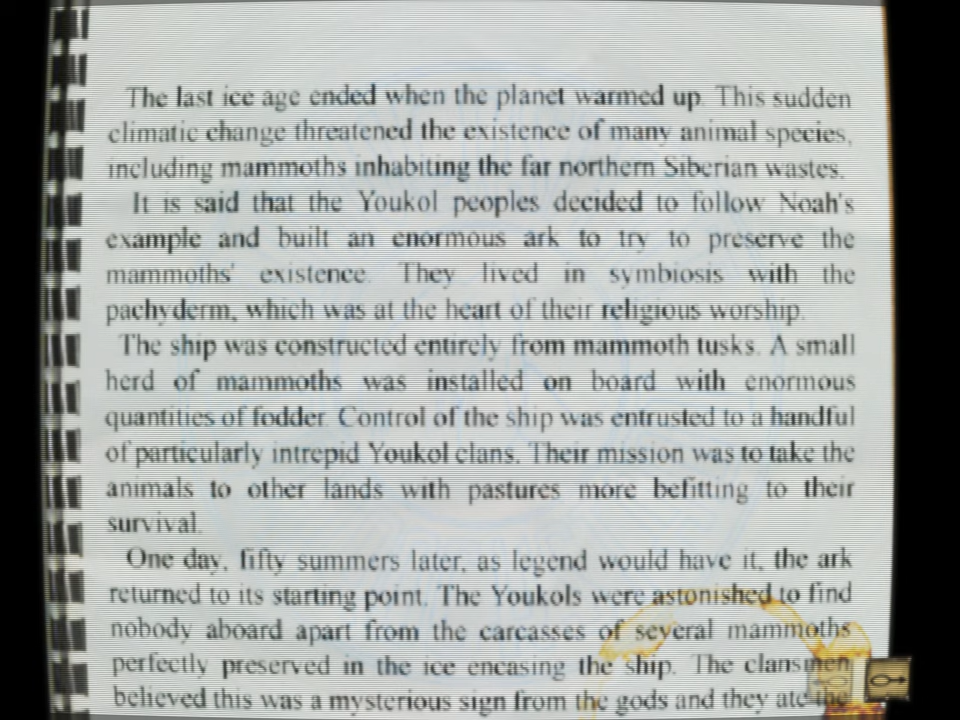 The last ice age ended when the planet warmed up. This sudden
climatic change threatened the existence of many animal species,
including mammoths inhabiting the far northern Siberian wastes.
It is said that the Youkol peoples decided to follow Noah's
example and built an enormous ark to try to preserve the
mammoths' existence. They lived in symbiosis with the
pachyderm, which was at the heart of their religious worship.
The ship was constructed entirely from mammoth tusks. A small
herd of mammoths was installed on board with enormous
quantities of fodder. Control of the ship was entrusted to a handful
of particularly intrepid Youkol clans. Their mission was to take the
animals to other lands with pastures more befitting to their
survival.
One day, fifty summers later, as legend would have it, the ark
returned to its starting point. The Youkols were astonished to find
nobody aboard apart from the carcasses of several mammoths
perfectly preserved in the ice encasing the ship. The clansmen
believed this was a mysterious sign from the gods and they ate the